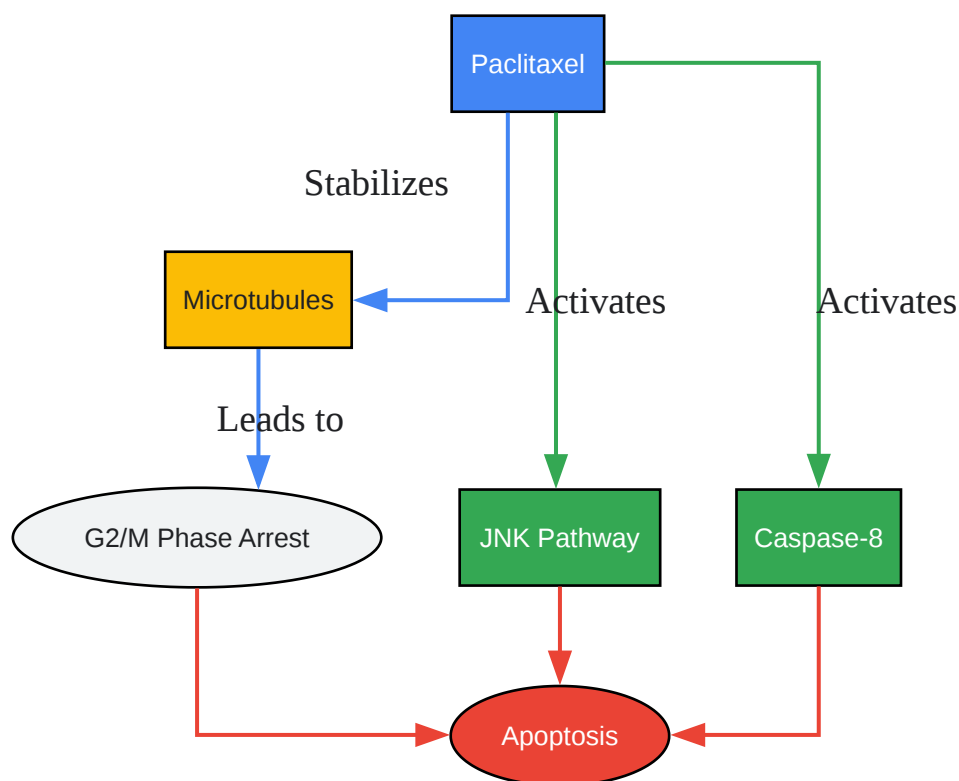 Paclitaxel
Stabilizes
Microtubules
Activates
Activates
Leads to
G2/M Phase Arrest
JNK Pathway
Caspase-8
Apoptosis